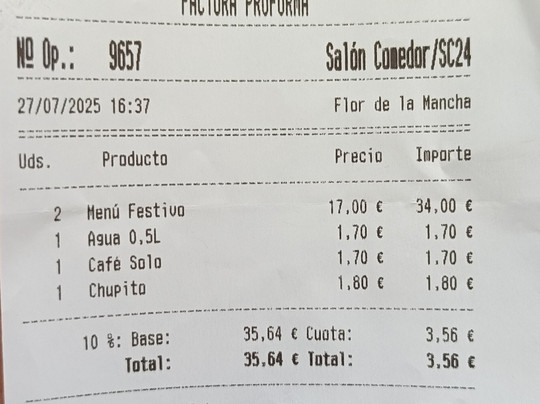 FACTURA PROFORMA
Nº Op.: 9657 Salón Comedor/SC24
27/07/2025 16:37 Flor de la Mancha
Uds. Producto Precio Importe
2 Menú Festivo 17,00 € 34,00 €
1 Agua 0,5L 1,70 € 1,70 €
1 Café Solo 1,70 € 1,70 €
1 Chupito 1,80 € 1,80 €
10 %: Base: 35,64 € Cuota: 3,56 €
Total: 35,64 € Total: 3,56 €